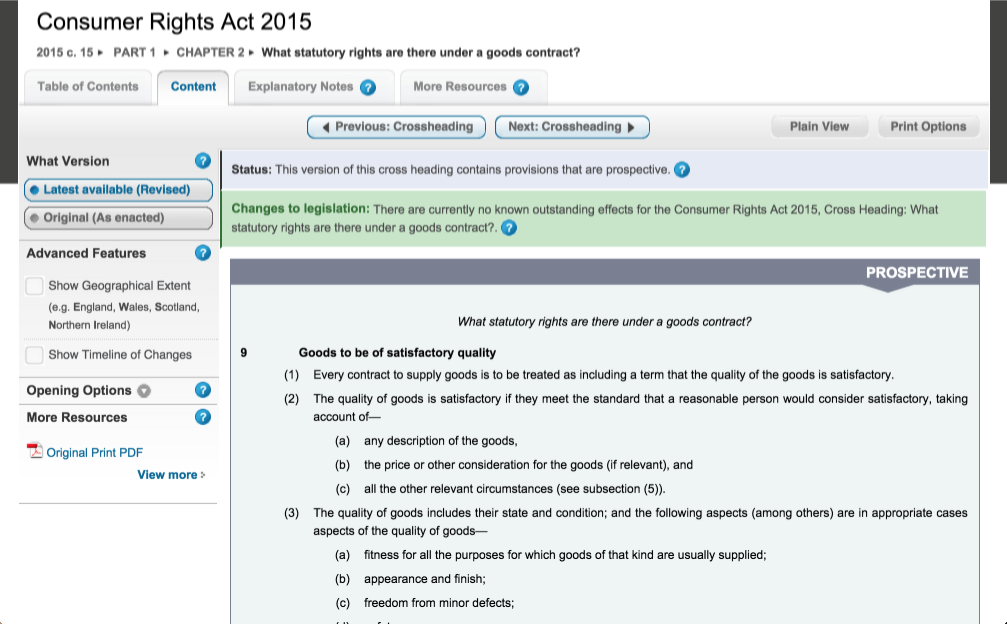 Consumer Rights Act 2015
2015 c. 15 ▸ PART 1 ▸ CHAPTER 2 ▸ What statutory rights are there under a goods contract?
Table of Contents
Content
Explanatory Notes ?
More Resources ?
Previous: Crossheading
Next: Crossheading
Plain View
Print Options
What Version ?
Latest available (Revised)
Original (As enacted)
Advanced Features ?
Show Geographical Extent
(e.g. England, Wales, Scotland,
Northern Ireland)
Show Timeline of Changes
Opening Options ?
More Resources ?
Original Print PDF
View more
Status: This version of this cross heading contains provisions that are prospective. ?
Changes to legislation: There are currently no known outstanding effects for the Consumer Rights Act 2015, Cross Heading: What
statutory rights are there under a goods contract?. ?
PROSPECTIVE
What statutory rights are there under a goods contract?
9 Goods to be of satisfactory quality
(1) Every contract to supply goods is to be treated as including a term that the quality of the goods is satisfactory.
(2) The quality of goods is satisfactory if they meet the standard that a reasonable person would consider satisfactory, taking
account of—
(a) any description of the goods,
(b) the price or other consideration for the goods (if relevant), and
(c) all the other relevant circumstances (see subsection (5)).
(3) The quality of goods includes their state and condition; and the following aspects (among others) are in appropriate cases
aspects of the quality of goods—
(a) fitness for all the purposes for which goods of that kind are usually supplied;
(b) appearance and finish;
(c) freedom from minor defects;